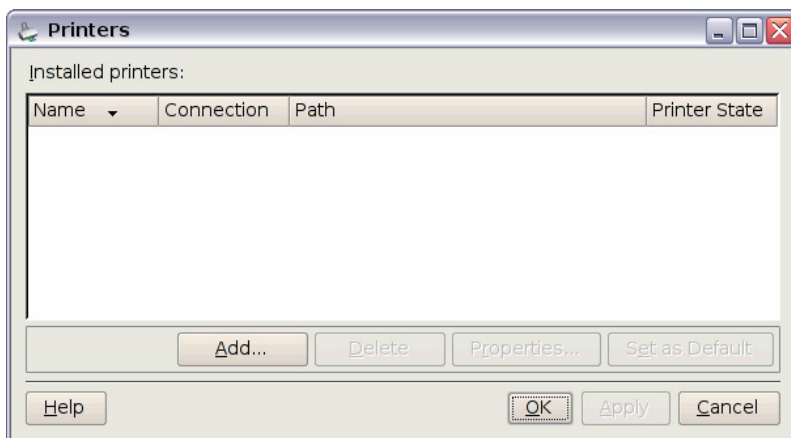 Printers
Installed printers:
Name Connection Path Printer State
Add... Delete Properties... Set as Default
Help OK Apply Cancel